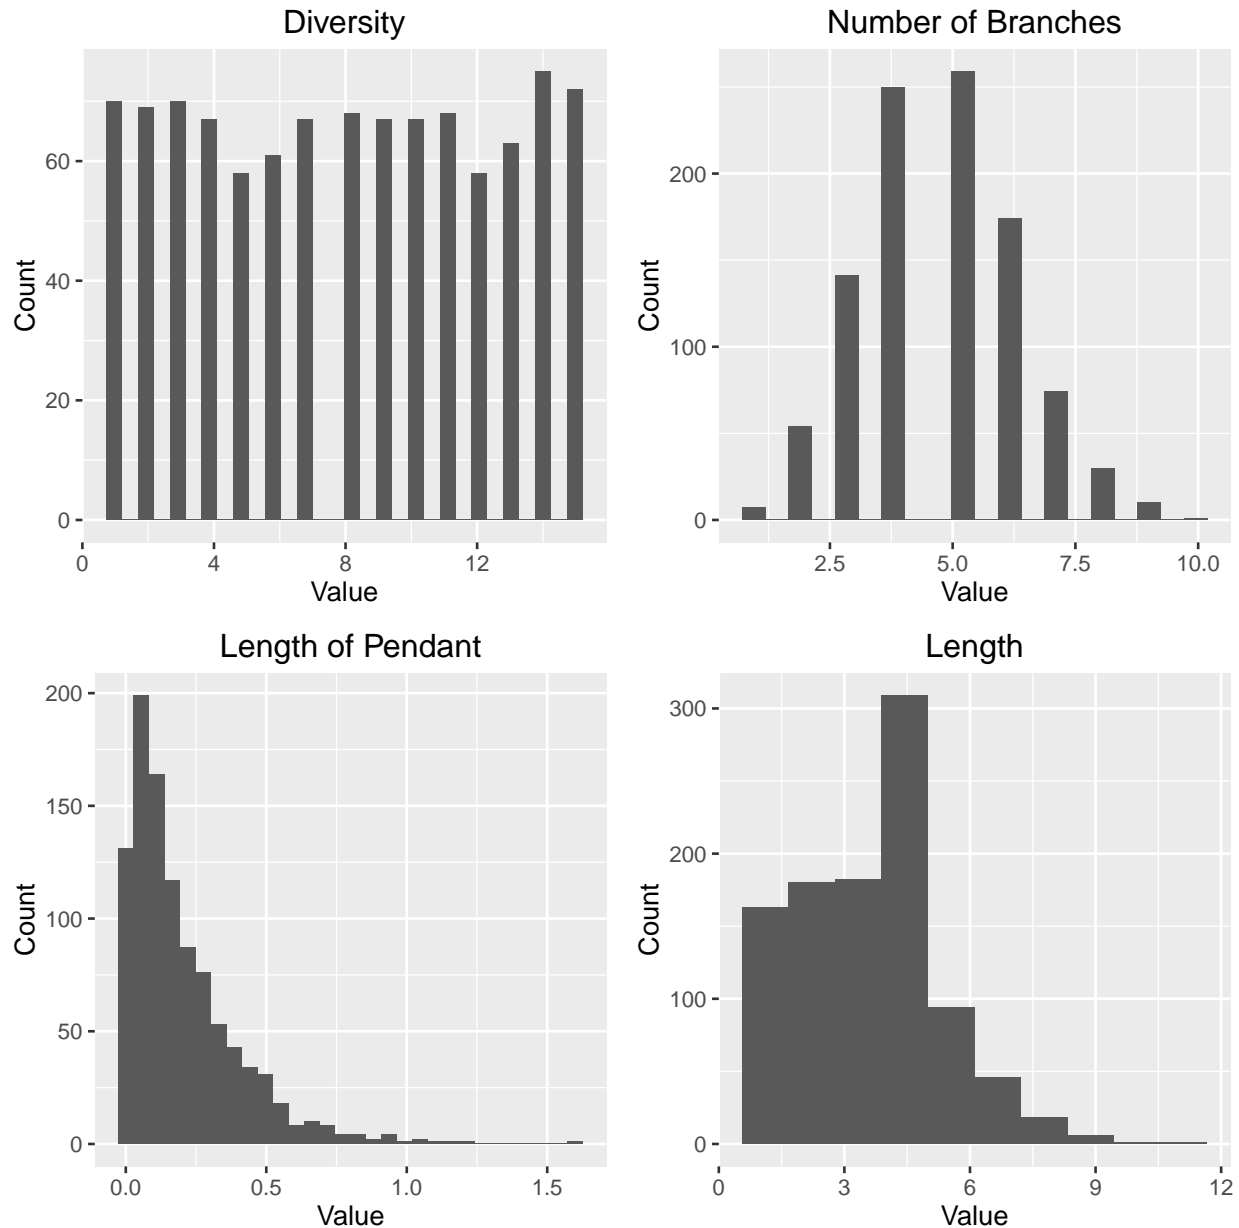 Diversity
Count
60
40
20
0
0 4 8 12
Value
Number of Branches
Count
200
100
0
2.5 5.0 7.5 10.0
Value
Length of Pendant
Count
200
150
100
50
0
0.0 0.5 1.0 1.5
Value
Length
Count
300
200
100
0
0 3 6 9 12
Value